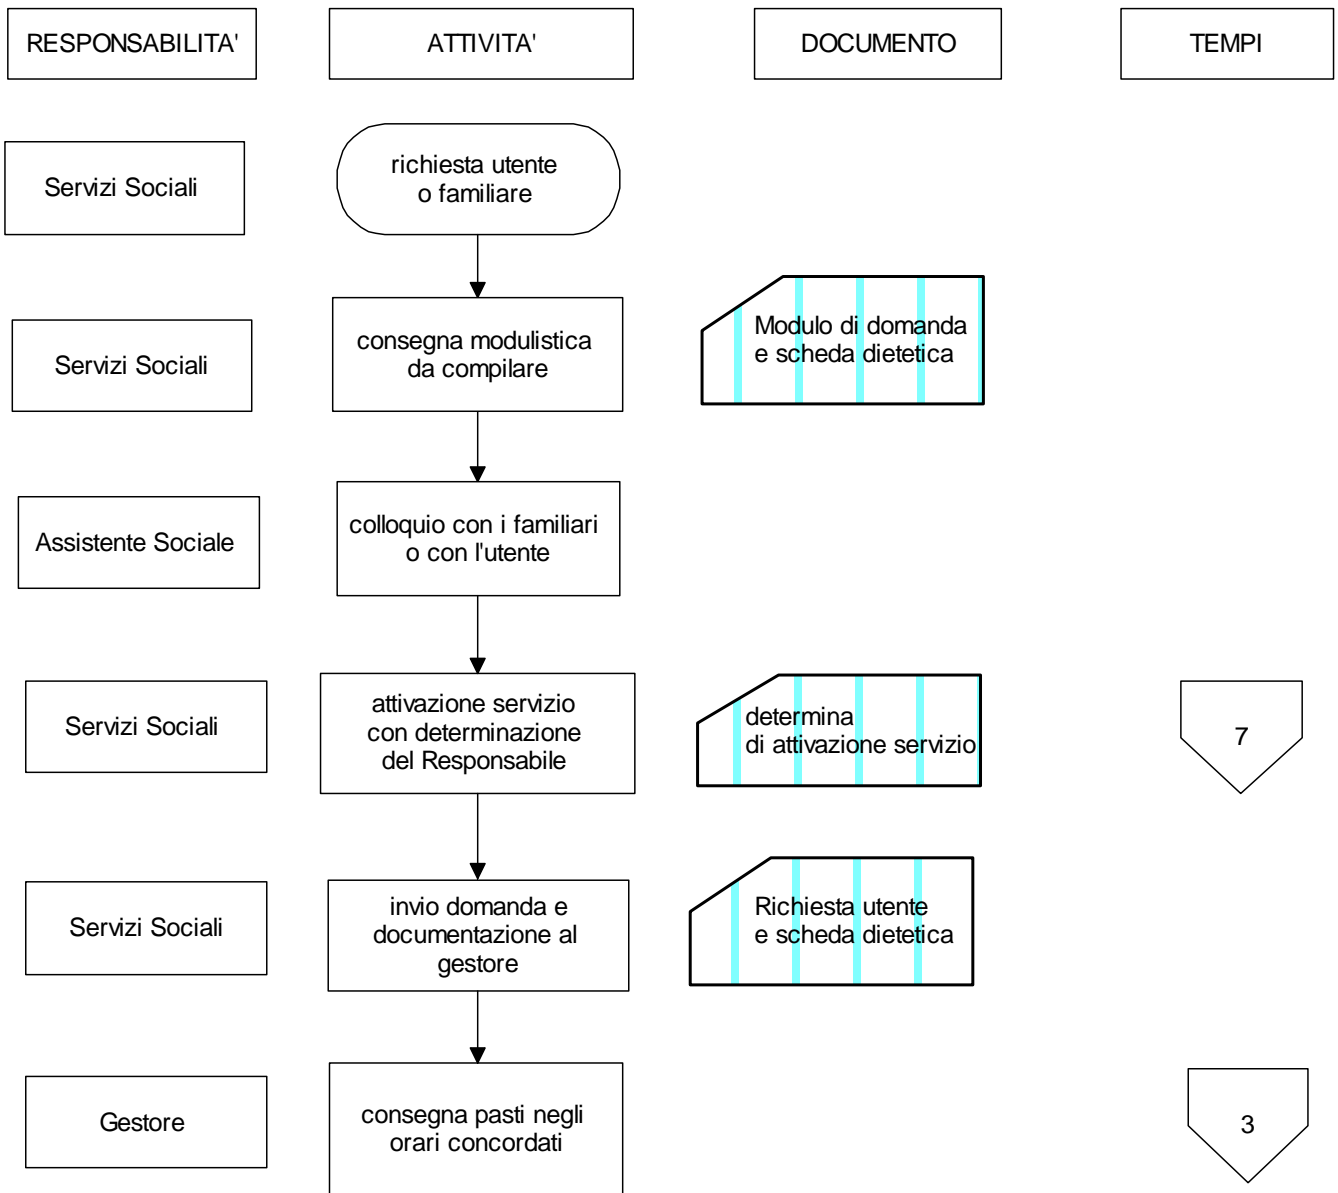 RESPONSABILITA'
ATTIVITA'
DOCUMENTO
TEMPI
Servizi Sociali
richiesta utente
o familiare
Servizi Sociali
consegna modulistica
da compilare
Modulo di domanda
e scheda dietetica
Assistente Sociale
colloquio con i familiari
o con l'utente
Servizi Sociali
attivazione servizio
con determinazione
del Responsabile
determina
di attivazione servizio
7
Servizi Sociali
invio domanda e
documentazione al
gestore
Richiesta utente
e scheda dietetica
Gestore
consegna pasti negli
orari concordati
3